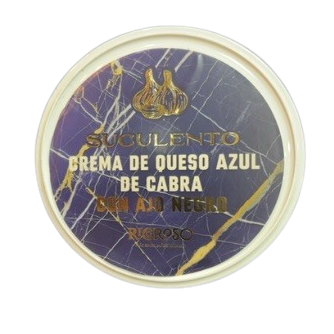 SUCULENTO
CREMA DE QUESO AZUL
DE CABRA
CON AJO NEGRO